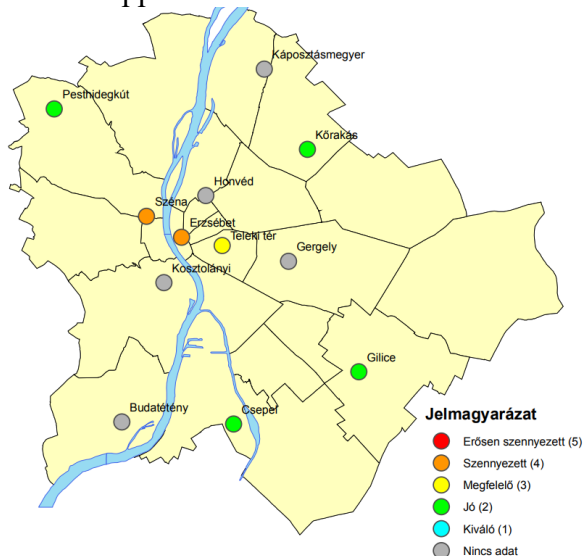 Káposztásmegyer
Pesthidegkút
Kőrakás
Honvéd
Széna
Erzsébet
Teleki tér
Gergely
Kosztolányi
Gilice
Budatétény
Csepel
Jelmagyarázat
Erősen szennyezett (5)
Szennyezett (4)
Megfelelő (3)
Jó (2)
Kiváló (1)
Nincs adat